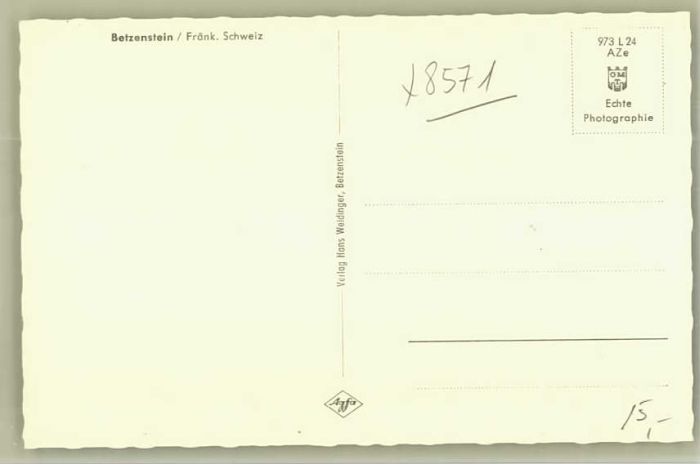 Betzenstein / Fränk. Schweiz
Verlag Hans Weidinger, Betzenstein
Agfa
x8571
973 L 24
AZe
Echte
Photographie
15,-